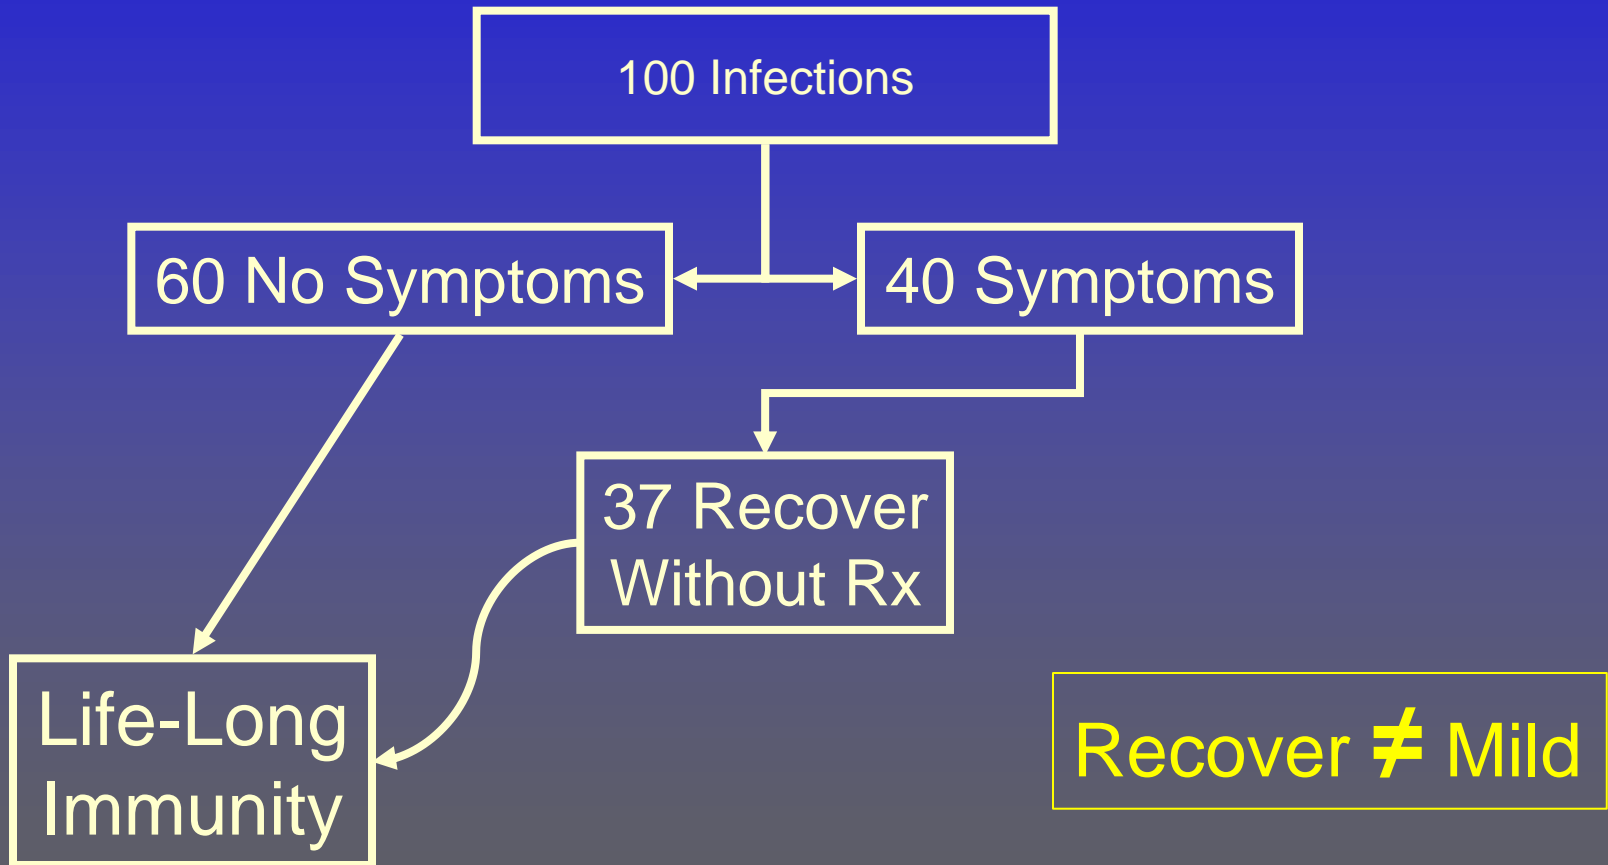 100 Infections
60 No Symptoms
40 Symptoms
37 Recover
Without Rx
Life-Long
Immunity
Recover ≠ Mild